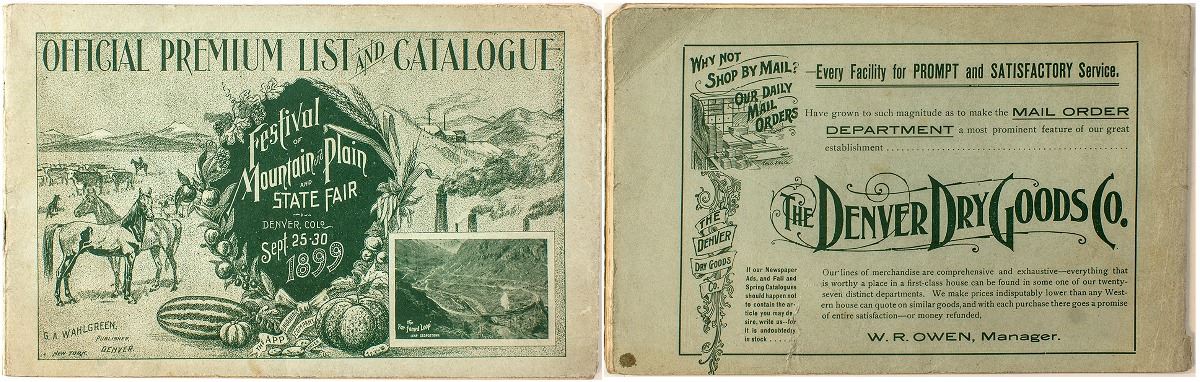 OFFICIAL PREMIUM LIST AND CATALOGUE
Festival
OF
Mountain and Plain
AND
STATE FAIR
DENVER, COLO.
Sept. 25-30
1899
The Far Famed Loop
NEAR GEORGETOWN
G. A. WAHLGREEN,
PUBLISHER,
NEW YORK. DENVER.
WHY NOT
SHOP BY MAIL?
OUR DAILY
MAIL
ORDERS
—Every Facility for PROMPT and SATISFACTORY Service.
Have grown to such magnitude as to make the MAIL ORDER
DEPARTMENT a most prominent feature of our great
establishment
THE DENVER DRY GOODS CO.
THE
DENVER
DRY GOODS
CO.
If our Newspaper
Ads, and Fall and
Spring Catalogues
should happen not
to contain the ar-
ticle you may de-
sire, write us—for
it is undoubtedly
in stock
Our lines of merchandise are comprehensive and exhaustive—everything that
is worthy a place in a first-class house can be found in some one of our twenty-
seven distinct departments. We make prices indisputably lower than any West-
ern house can quote on similar goods, and with each purchase there goes a promise
of entire satisfaction—or money refunded,
W. R. OWEN, Manager.